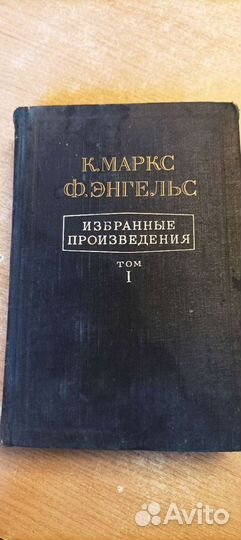 К. МАРКС
Ф. ЭНГЕЛЬС
ИЗБРАННЫЕ
ПРОИЗВЕДЕНИЯ
ТОМ
I
Avito